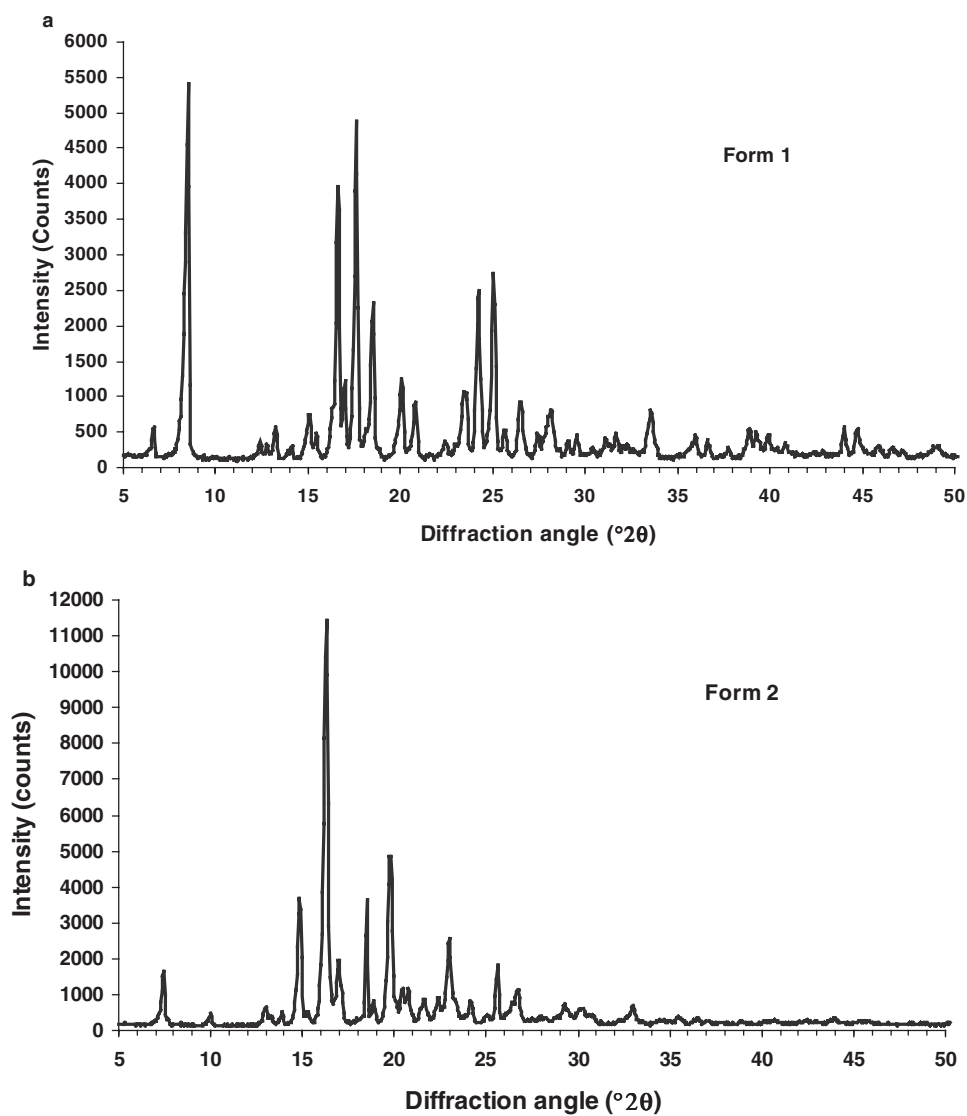 a
6000
5500
5000
4500
4000
3500
3000
2500
2000
1500
1000
500
0
Intensity (Counts)
Form 1
5 10 15 20 25 30 35 40 45 50
Diffraction angle (°2θ)
b
12000
11000
10000
9000
8000
7000
6000
5000
4000
3000
2000
1000
0
Intensity (counts)
Form 2
5 10 15 20 25 30 35 40 45 50
Diffraction angle (°2θ)